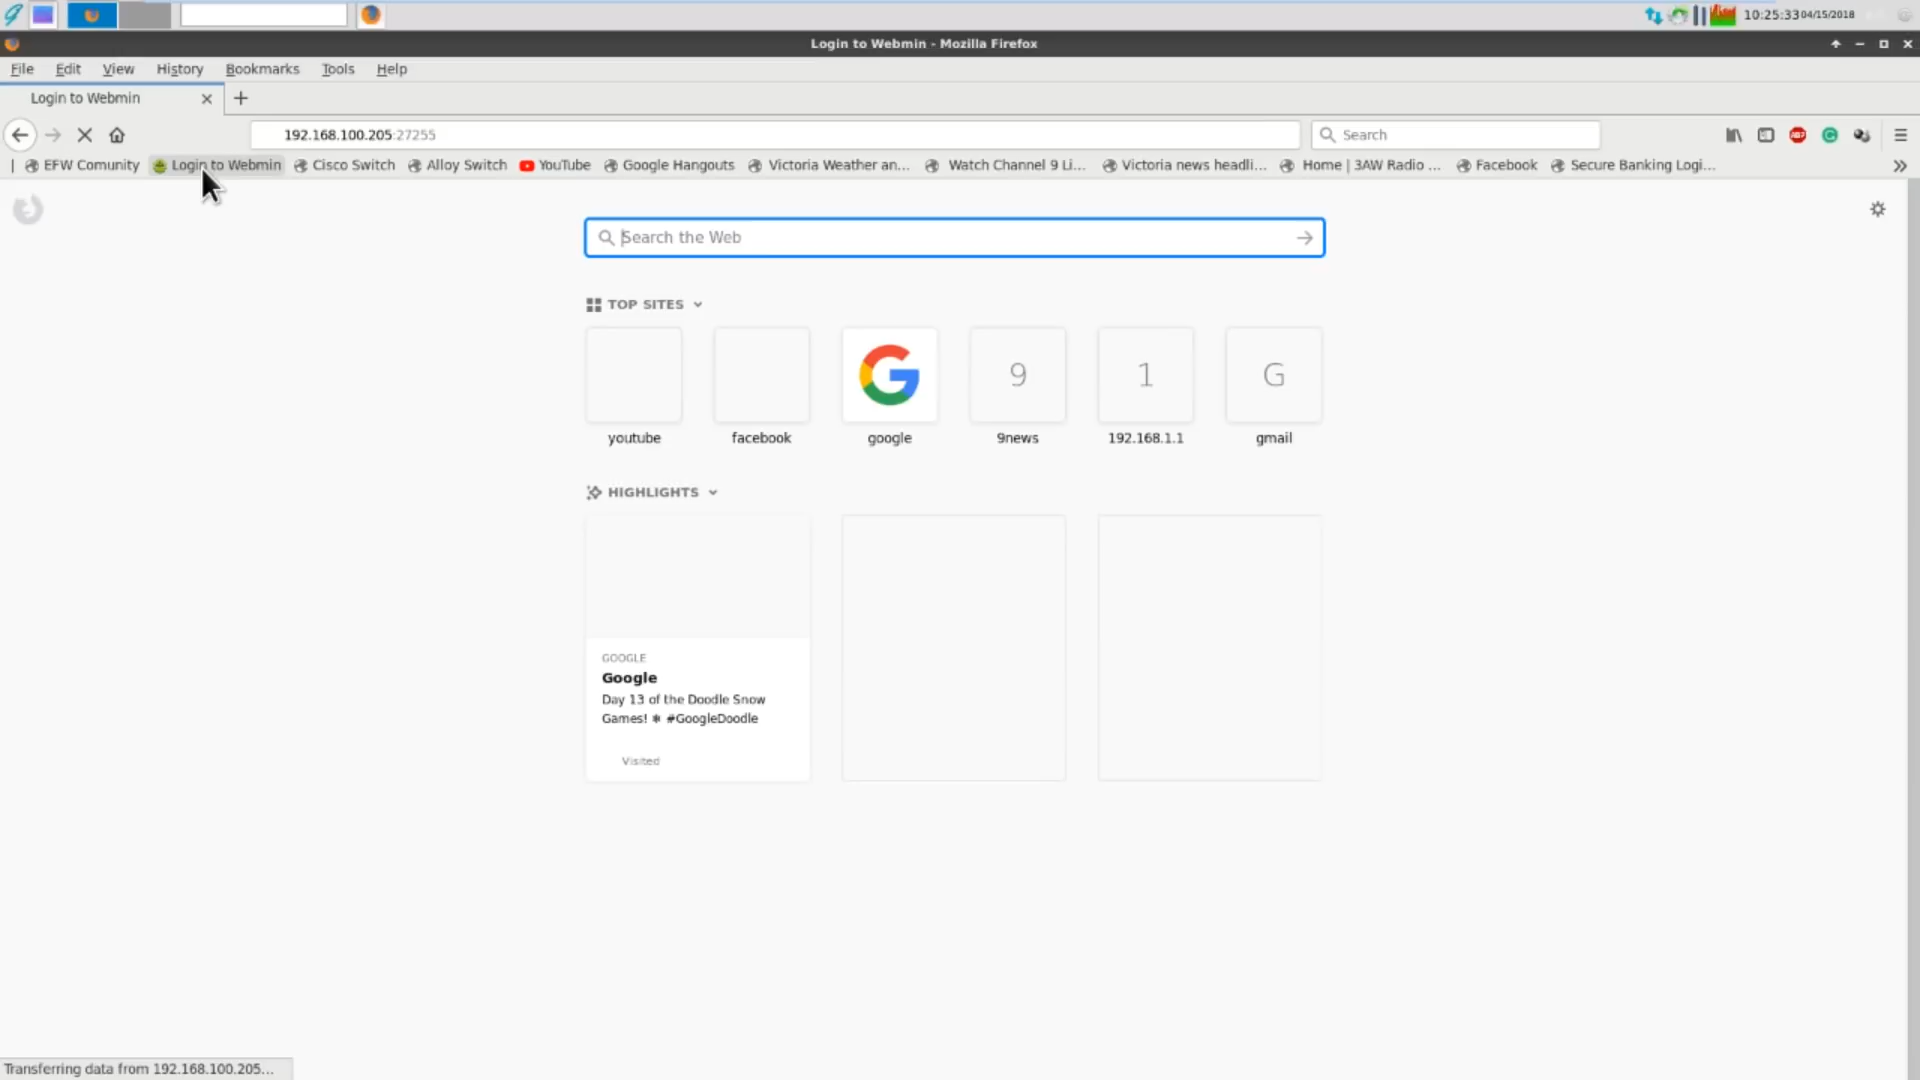 10:25:33 04/15/2018
Login to Webmin - Mozilla Firefox
File Edit View History Bookmarks Tools Help
Login to Webmin
192.168.100.205:27255 Search
EFW Comunity Login to Webmin Cisco Switch Alloy Switch YouTube Google Hangouts Victoria Weather an... Watch Channel 9 Li... Victoria news headli... Home | 3AW Radio ... Facebook Secure Banking Logi...
Search the Web
TOP SITES
G 9 1 G
youtube facebook google 9news 192.168.1.1 gmail
HIGHLIGHTS
GOOGLE
Google
Day 13 of the Doodle Snow
Games! ❄ #GoogleDoodle
Visited
Transferring data from 192.168.100.205...